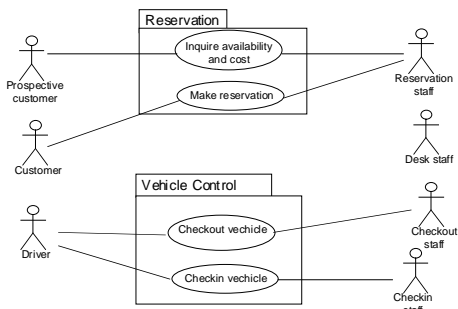 Reservation
Inquire availability
and cost
Prospective
customer
Reservation
staff
Make reservation
Customer
Desk staff
Vehicle Control
Checkout vechicle
Driver
Checkout
staff
Checkin vechicle
Checkin
staff